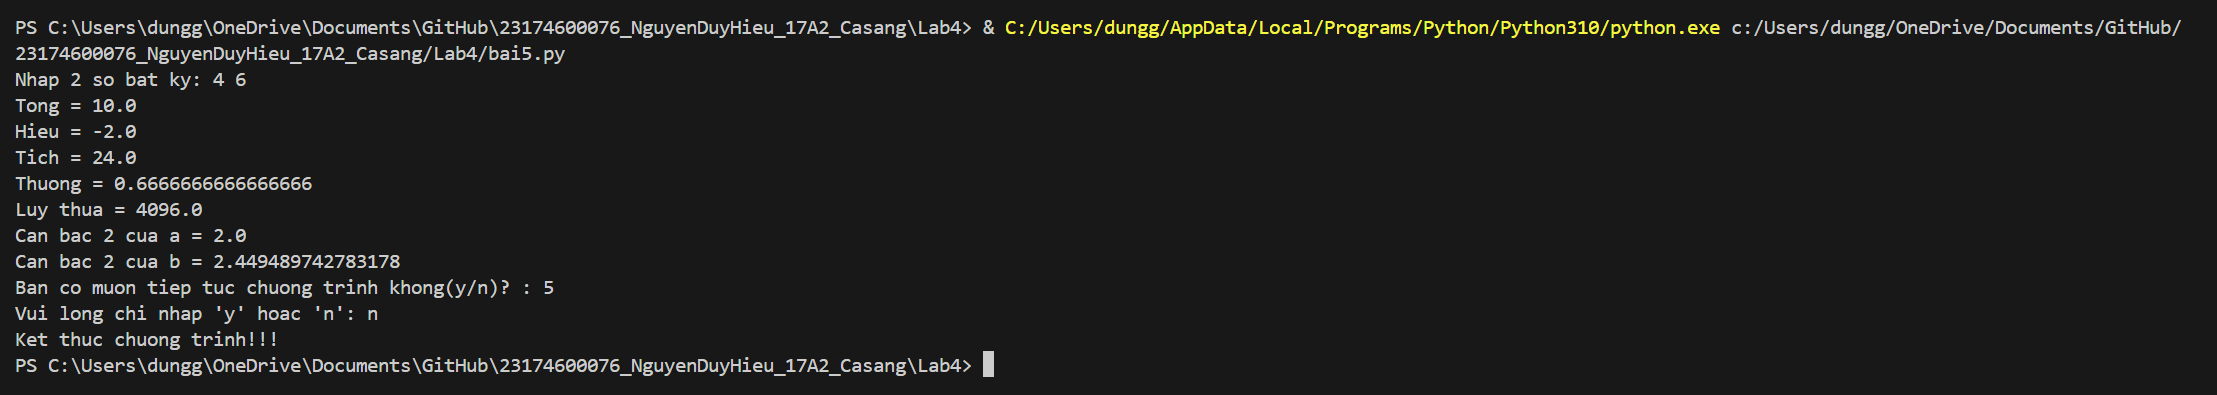 PS C:\Users\dungg\OneDrive\Documents\GitHub\23174600076_NguyenDuyHieu_17A2_Casang\Lab4> & C:/Users/dungg/AppData/Local/Programs/Python/Python310/python.exe c:/Users/dungg/OneDrive/Documents/GitHub/
23174600076_NguyenDuyHieu_17A2_Casang/Lab4/bai5.py
Nhap 2 so bat ky: 4 6
Tong = 10.0
Hieu = -2.0
Tich = 24.0
Thuong = 0.6666666666666666
Luy thua = 4096.0
Can bac 2 cua a = 2.0
Can bac 2 cua b = 2.449489742783178
Ban co muon tiep tuc chuong trinh khong(y/n)? : 5
Vui long chi nhap 'y' hoac 'n': n
Ket thuc chuong trinh!!!
PS C:\Users\dungg\OneDrive\Documents\GitHub\23174600076_NguyenDuyHieu_17A2_Casang\Lab4>